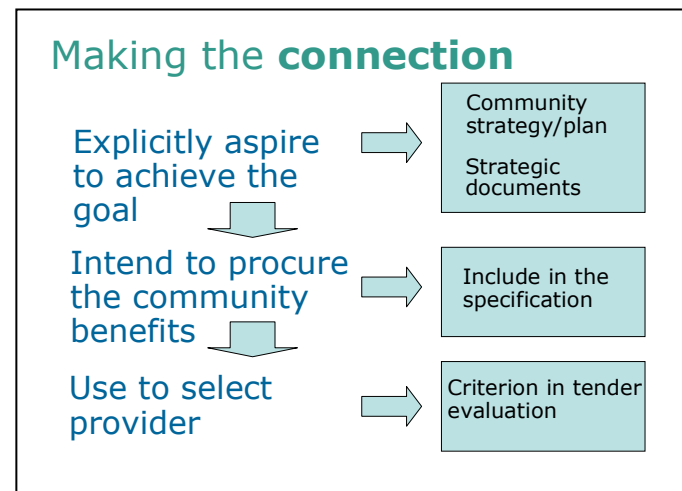 Making the connection
Explicitly aspire
to achieve the
goal
Community
strategy/plan
Strategic
documents
Intend to procure
the community
benefits
Include in the
specification
Use to select
provider
Criterion in tender
evaluation